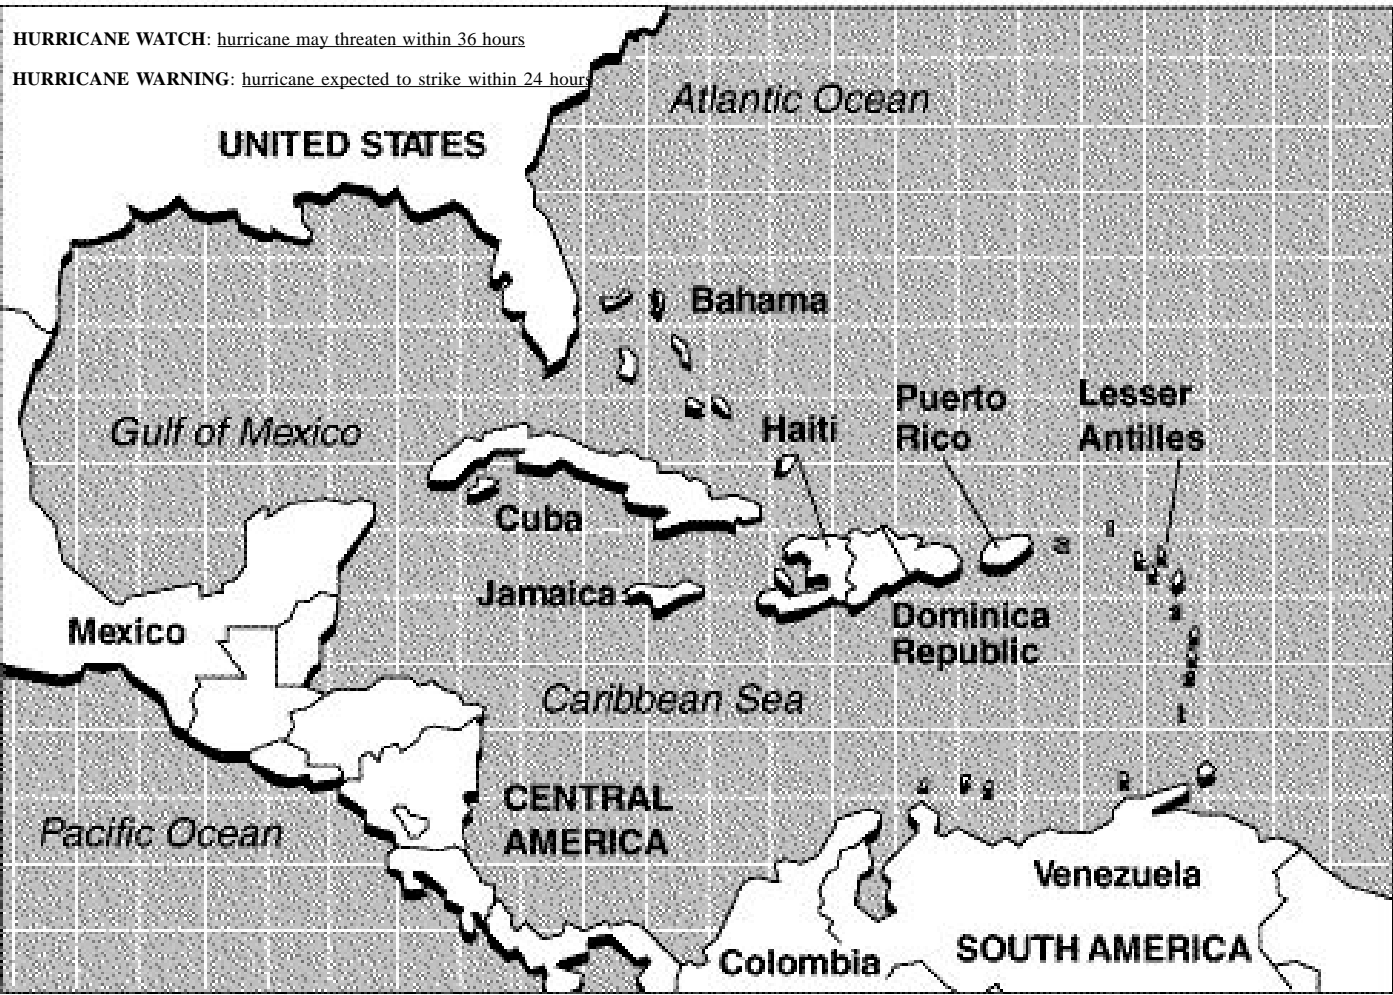 HURRICANE WATCH: hurricane may threaten within 36 hours
HURRICANE WARNING: hurricane expected to strike within 24 hours
Atlantic Ocean
UNITED STATES
Bahama
Gulf of Mexico
Haiti
Puerto
Rico
Lesser
Antilles
Cuba
Jamaica
Mexico
Dominica
Republic
Caribbean Sea
CENTRAL
AMERICA
Pacific Ocean
Venezuela
SOUTH AMERICA
Colombia